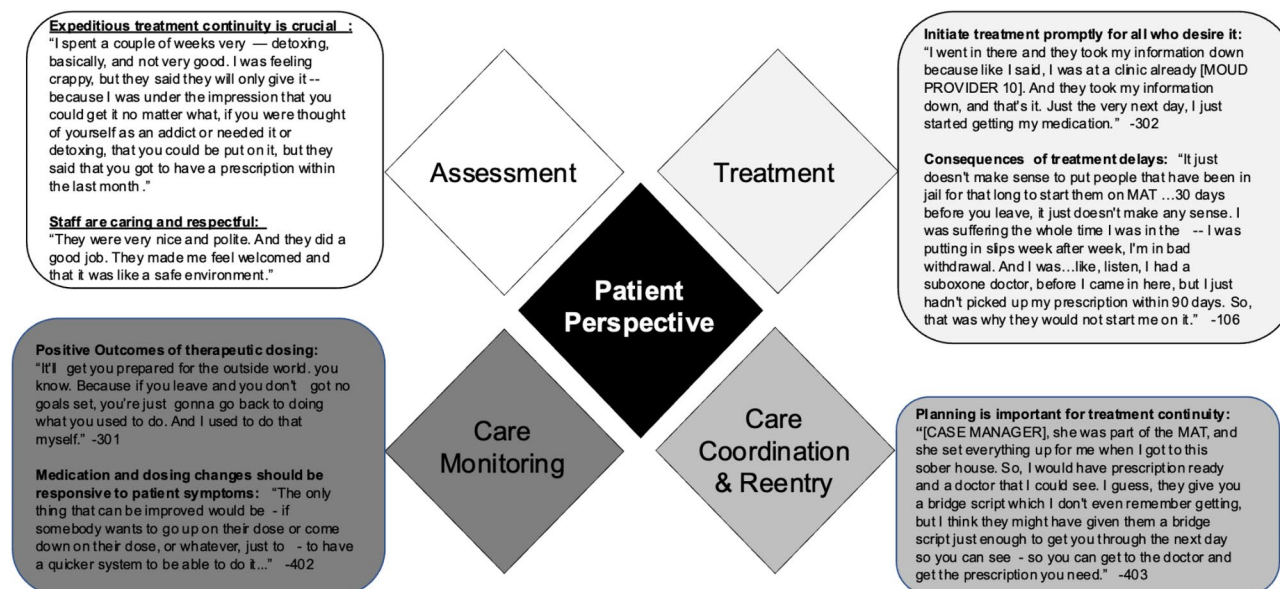 Expeditious treatment continuity is crucial :
“I spent a couple of weeks very — detoxing,
basically, and not very good. I was feeling
crappy, but they said they will only give it --
because I was under the impression that you
could get it no matter what, if you were thought
of yourself as an addict or needed it or
detoxing, that you could be put on it, but they
said that you got to have a prescription within
the last month .”
Staff are caring and respectful:
“They were very nice and polite. And they did a
good job. They made me feel welcomed and
that it was like a safe environment.”
Assessment
Treatment
Initiate treatment promptly for all who desire it:
“I went in there and they took my information down
because like I said, I was at a clinic already [MOUD
PROVIDER 10]. And they took my information
down, and that's it. Just the very next day, I just
started getting my medication.” -302
Consequences of treatment delays: “It just
doesn't make sense to put people that have been in
jail for that long to start them on MAT …30 days
before you leave, it just doesn't make any sense. I
was suffering the whole time I was in the -- I was
putting in slips week after week, I'm in bad
withdrawal. And I was…like, listen, I had a
suboxone doctor, before I came in here, but I just
hadn't picked up my prescription within 90 days. So,
that was why they would not start me on it.” -106
Patient
Perspective
Positive Outcomes of therapeutic dosing:
“It'll get you prepared for the outside world. you
know. Because if you leave and you don't got no
goals set, you're just gonna go back to doing
what you used to do. And I used to do that
myself.” -301
Medication and dosing changes should be
responsive to patient symptoms: “The only
thing that can be improved would be - if
somebody wants to go up on their dose or come
down on their dose, or whatever, just to - to have
a quicker system to be able to do it...” -402
Care
Monitoring
Care
Coordination
& Reentry
Planning is important for treatment continuity:
“[CASE MANAGER], she was part of the MAT, and
she set everything up for me when I got to this
sober house. So, I would have prescription ready
and a doctor that I could see. I guess, they give you
a bridge script which I don't even remember getting,
but I think they might have given them a bridge
script just enough to get you through the next day
so you can see - so you can get to the doctor and
get the prescription you need.” -403